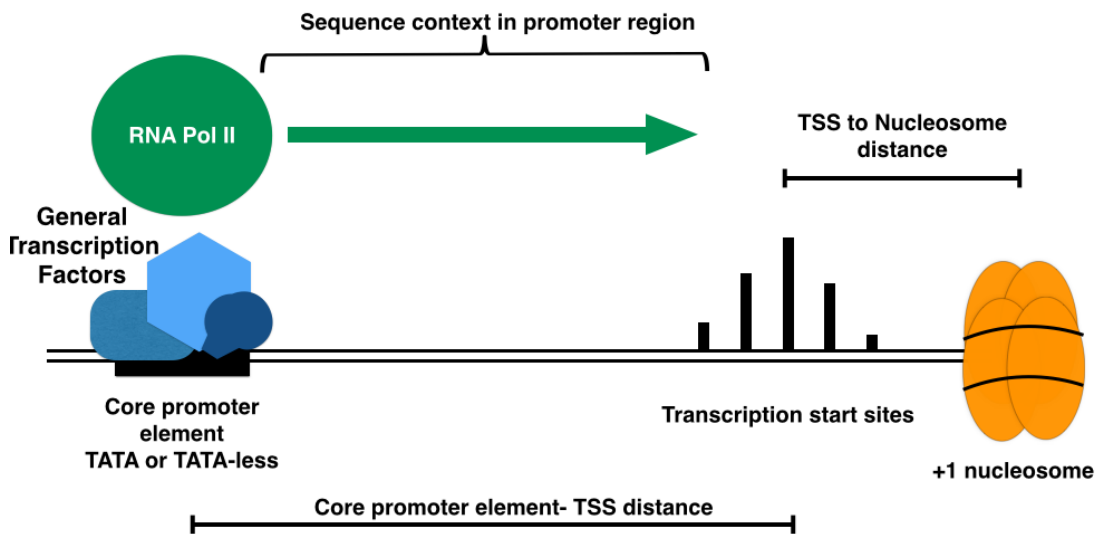 Sequence context in promoter region
RNA Pol II
TSS to Nucleosome
distance
General
Transcription
Factors
Core promoter
element
TATA or TATA-less
Transcription start sites
+1 nucleosome
Core promoter element- TSS distance